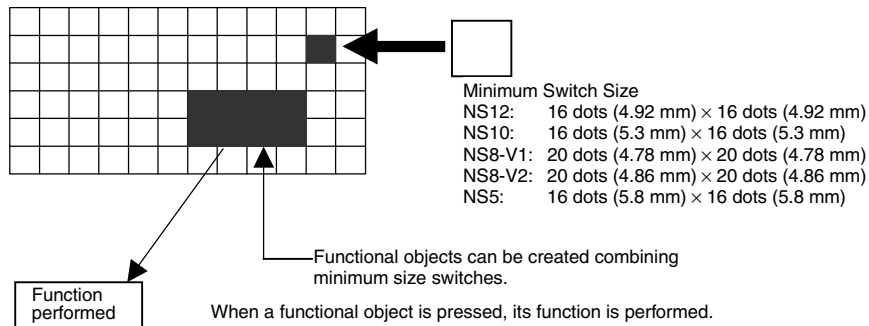 Minimum Switch Size
NS12: 16 dots (4.92 mm) × 16 dots (4.92 mm)
NS10: 16 dots (5.3 mm) × 16 dots (5.3 mm)
NS8-V1: 20 dots (4.78 mm) × 20 dots (4.78 mm)
NS8-V2: 20 dots (4.86 mm) × 20 dots (4.86 mm)
NS5: 16 dots (5.8 mm) × 16 dots (5.8 mm)
Functional objects can be created combining
minimum size switches.
Function
performed
When a functional object is pressed, its function is performed.